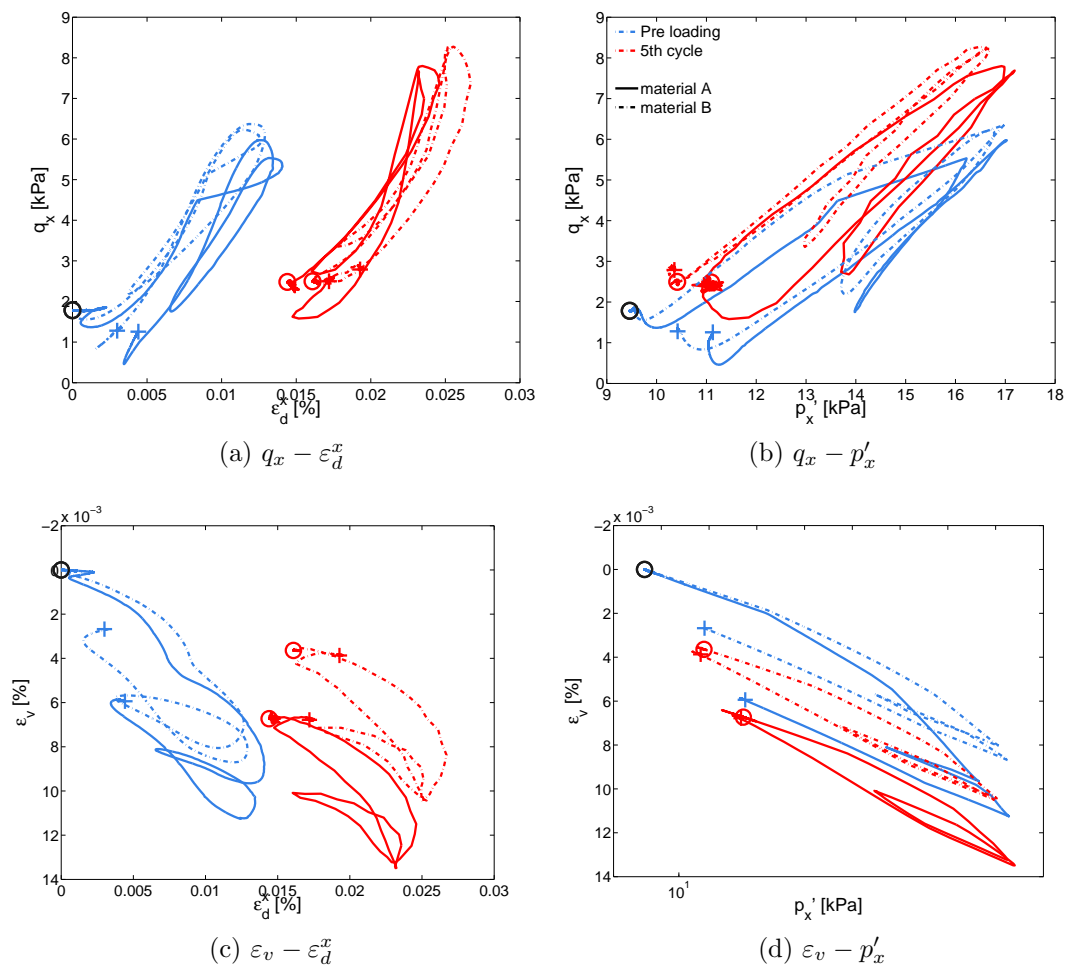 9
8
7
6
5
4
3
2
1
0
q_x [kPa]
0 0.005 0.01 0.015 0.02 0.025 0.03
ε_d^x [%]
(a) q_x − ε_d^x
9
8
7
6
5
4
3
2
1
0
q_x [kPa]
Pre loading
5th cycle
material A
material B
9 10 11 12 13 14 15 16 17 18
p_x' [kPa]
(b) q_x − p′_x
x 10^-3
−2
0
2
4
6
8
10
12
14
ε_v [%]
0 0.005 0.01 0.015 0.02 0.025 0.03
ε_d^x [%]
(c) ε_v − ε_d^x
x 10^-3
−2
0
2
4
6
8
10
12
14
ε_v [%]
10^1
p_x' [kPa]
(d) ε_v − p′_x